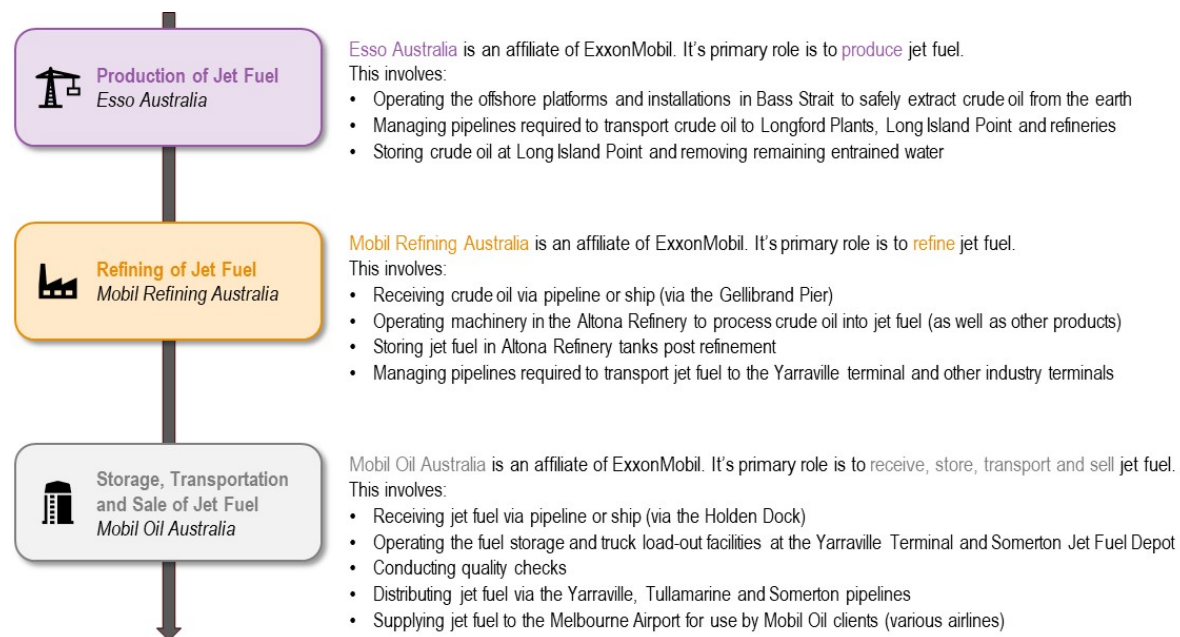 Production of Jet Fuel
Esso Australia
Esso Australia is an affiliate of ExxonMobil. It's primary role is to produce jet fuel.
This involves:
• Operating the offshore platforms and installations in Bass Strait to safely extract crude oil from the earth
• Managing pipelines required to transport crude oil to Longford Plants, Long Island Point and refineries
• Storing crude oil at Long Island Point and removing remaining entrained water
Refining of Jet Fuel
Mobil Refining Australia
Mobil Refining Australia is an affiliate of ExxonMobil. It's primary role is to refine jet fuel.
This involves:
• Receiving crude oil via pipeline or ship (via the Gellibrand Pier)
• Operating machinery in the Altona Refinery to process crude oil into jet fuel (as well as other products)
• Storing jet fuel in Altona Refinery tanks post refinement
• Managing pipelines required to transport jet fuel to the Yarraville terminal and other industry terminals
Storage, Transportation
and Sale of Jet Fuel
Mobil Oil Australia
Mobil Oil Australia is an affiliate of ExxonMobil. It's primary role is to receive, store, transport and sell jet fuel.
This involves:
• Receiving jet fuel via pipeline or ship (via the Holden Dock)
• Operating the fuel storage and truck load-out facilities at the Yarraville Terminal and Somerton Jet Fuel Depot
• Conducting quality checks
• Distributing jet fuel via the Yarraville, Tullamarine and Somerton pipelines
• Supplying jet fuel to the Melbourne Airport for use by Mobil Oil clients (various airlines)